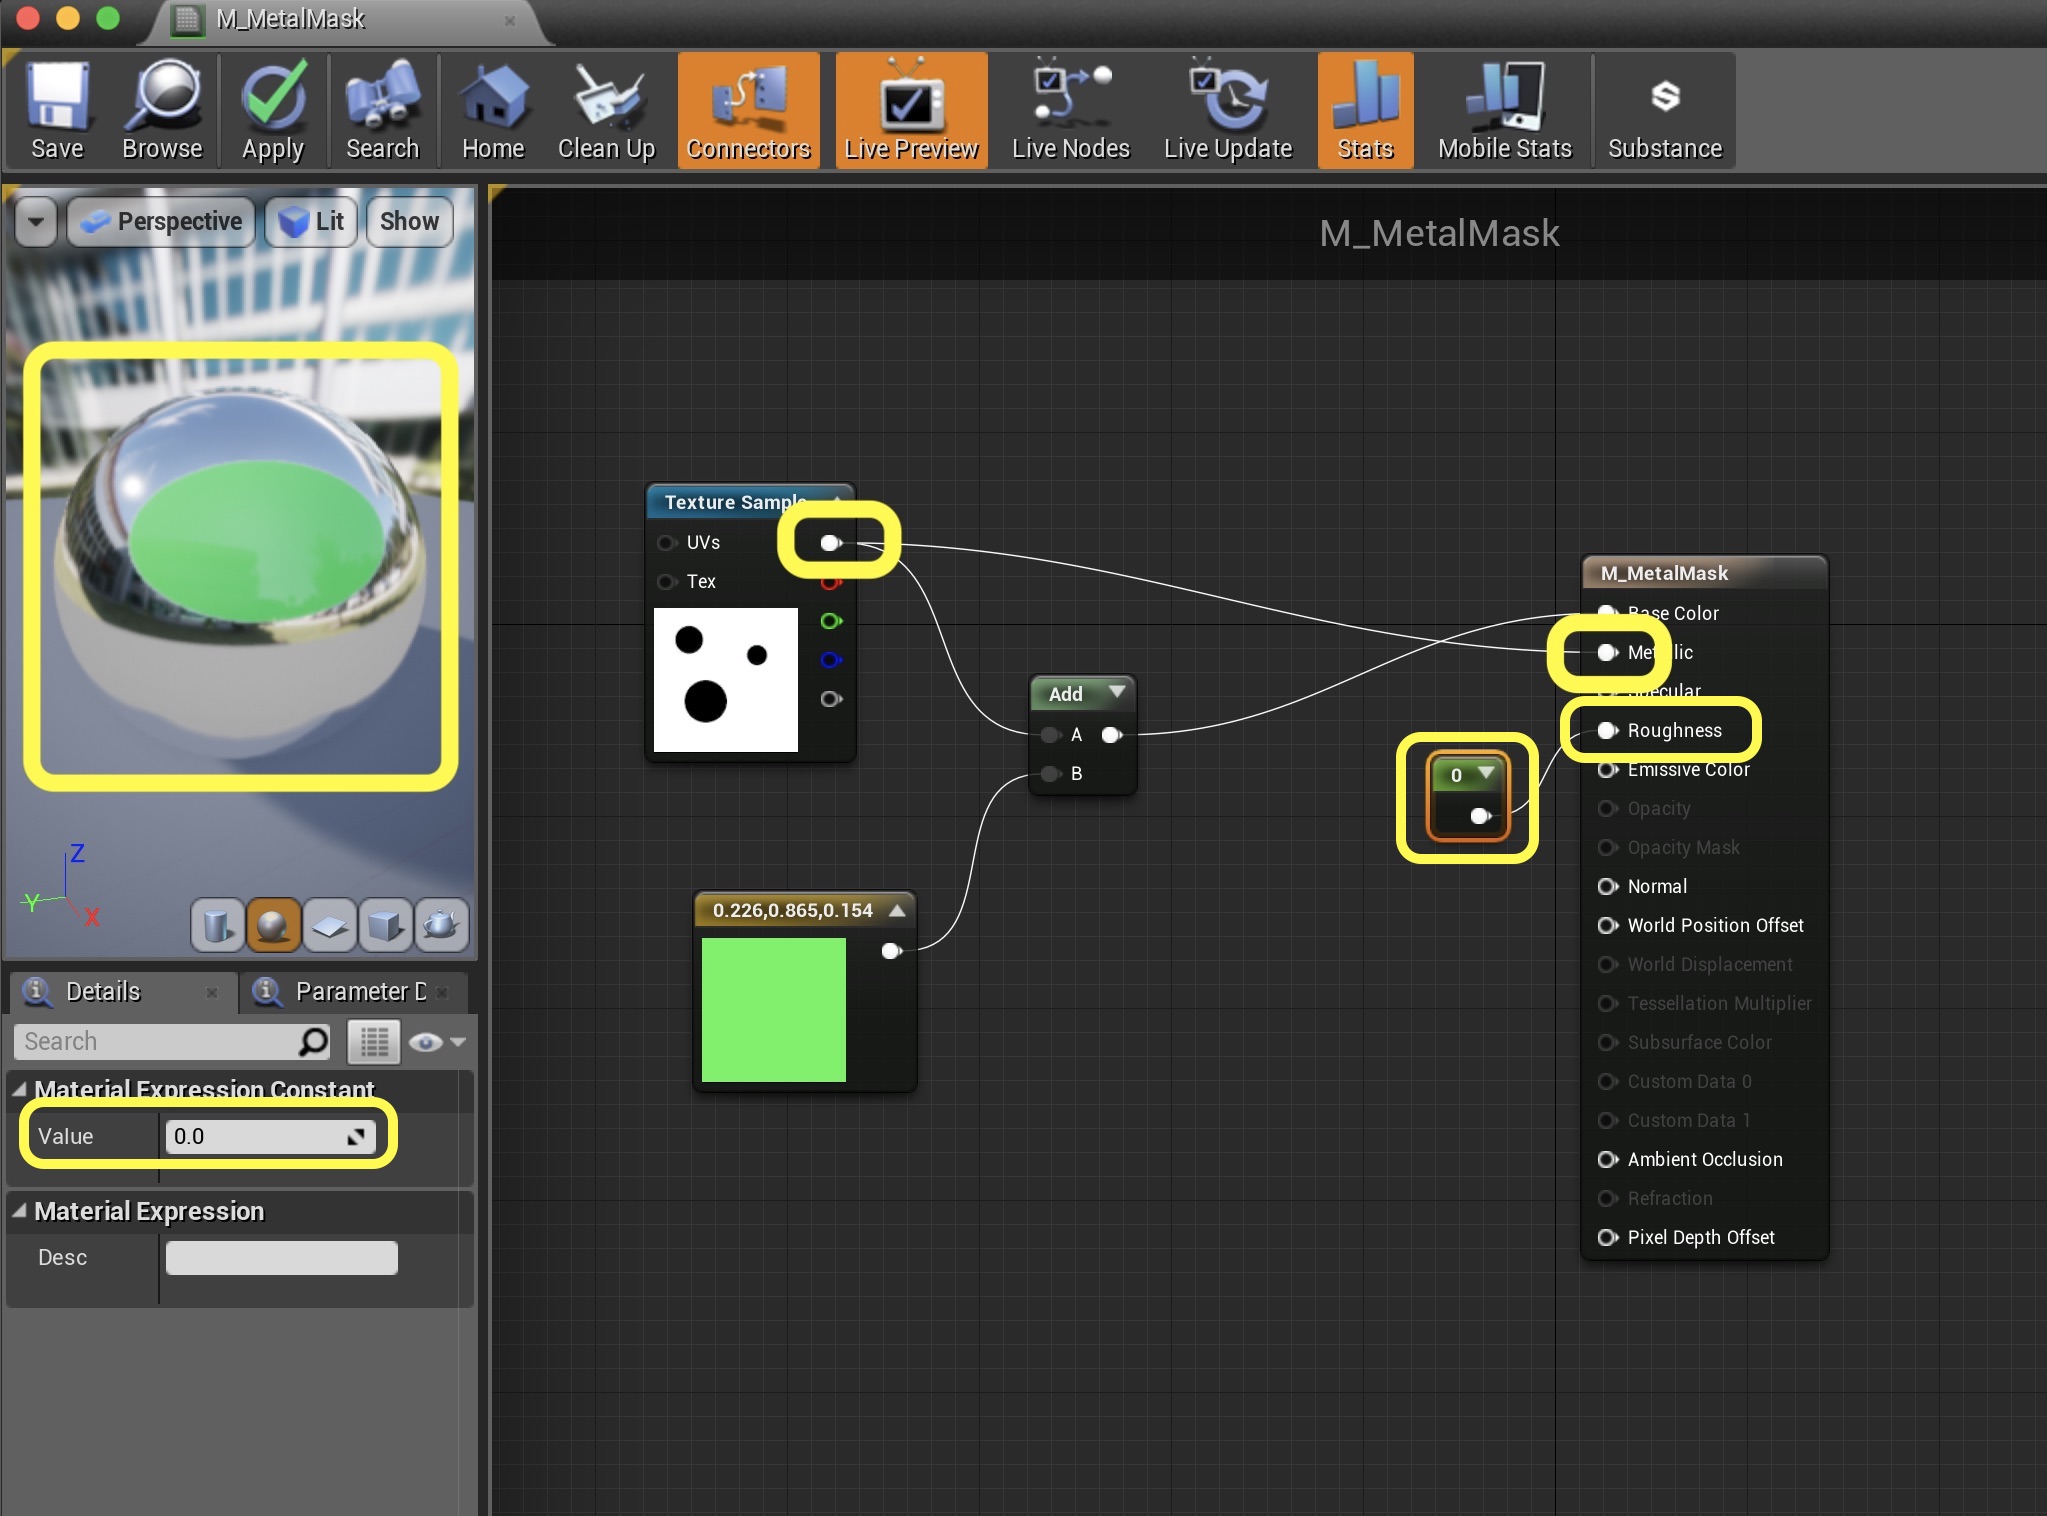 M_MetalMask
Save
Browse
Apply
Search
Home
Clean Up
Connectors
Live Preview
Live Nodes
Live Update
Stats
Mobile Stats
Substance
Perspective
Lit
Show
M_MetalMask
Texture Sample
UVs
Tex
Add
A
B
0.226,0.865,0.154
0
M_MetalMask
Base Color
Metallic
Specular
Roughness
Emissive Color
Opacity
Opacity Mask
Normal
World Position Offset
World Displacement
Tessellation Multiplier
Subsurface Color
Custom Data 0
Custom Data 1
Ambient Occlusion
Refraction
Pixel Depth Offset
Z
Y
X
Details
Parameter D
Search
Material Expression Constant
Value
0.0
Material Expression
Desc